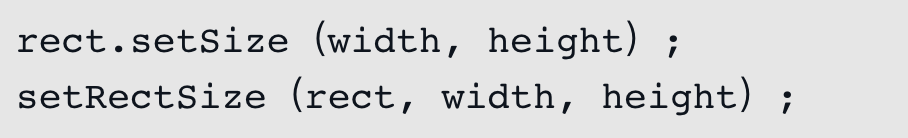 rect.setSize (width, height) ;
setRectSize (rect, width, height) ;